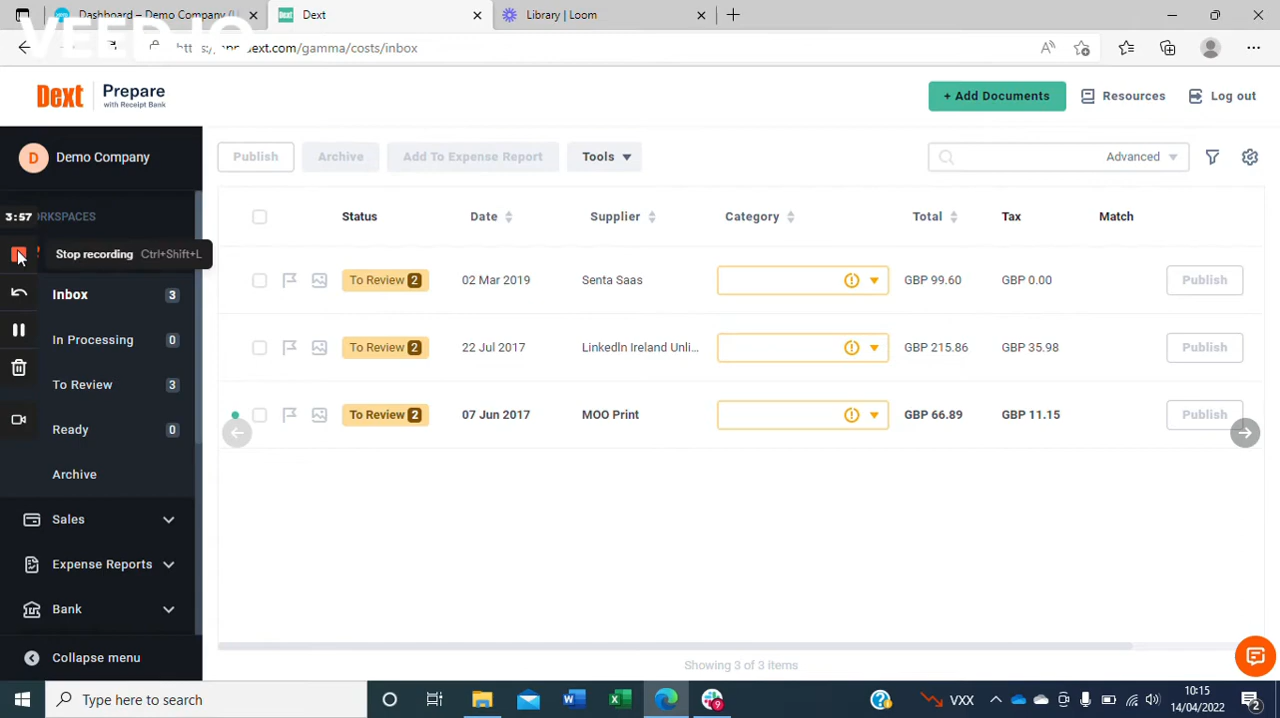 Dashboard – Demo Company (
Dext
Library | Loom
VEED.IO
dext.com/gamma/costs/inbox
Dext
Prepare
with Receipt Bank
+ Add Documents
Resources
Log out
D
Demo Company
Publish
Archive
Add To Expense Report
Tools
Advanced
3:57
ORKSPACES
Status
Date
Supplier
Category
Total
Tax
Match
Stop recording Ctrl+Shift+L
Inbox 3
To Review 2
02 Mar 2019
Senta Saas
GBP 99.60
GBP 0.00
Publish
In Processing 0
To Review 2
22 Jul 2017
LinkedIn Ireland Unli...
GBP 215.86
GBP 35.98
Publish
To Review 3
To Review 2
07 Jun 2017
MOO Print
GBP 66.89
GBP 11.15
Publish
Ready 0
Archive
Sales
Expense Reports
Bank
Collapse menu
Showing 3 of 3 items
Type here to search
9
VXX
10:15
14/04/2022
2